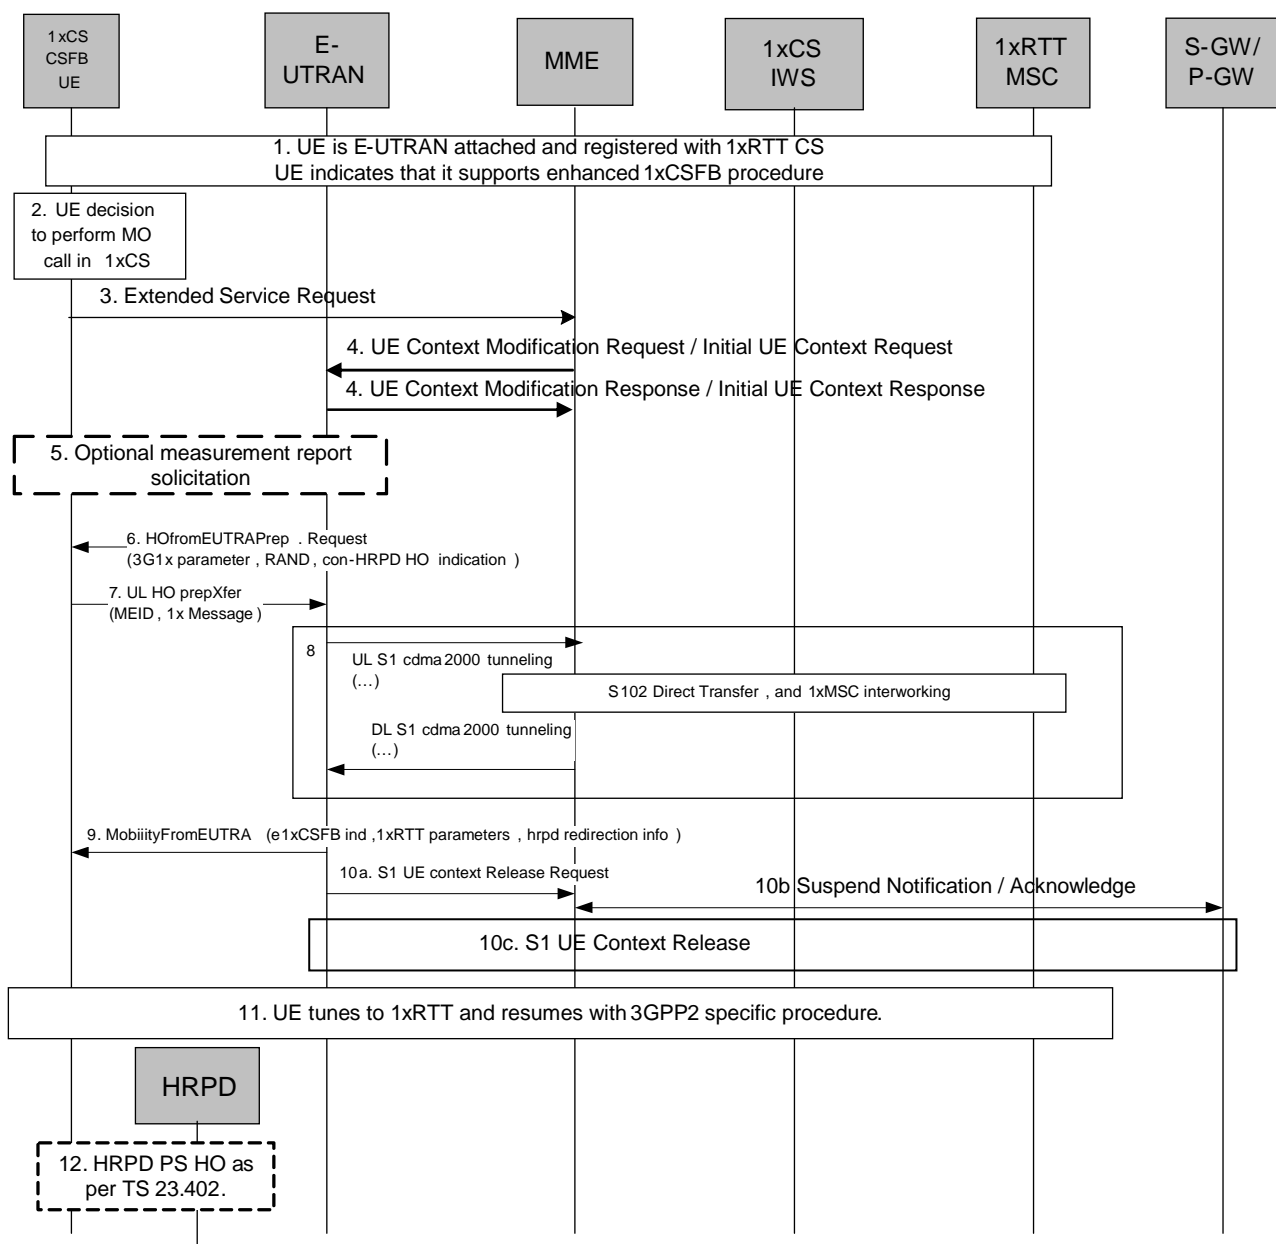 1xCS
CSFB
UE
E-
UTRAN
MME
1xCS
IWS
1xRTT
MSC
S-GW/
P-GW
1. UE is E-UTRAN attached and registered with 1xRTT CS
UE indicates that it supports enhanced 1xCSFB procedure
2. UE decision
to perform MO
call in 1xCS
3. Extended Service Request
4. UE Context Modification Request / Initial UE Context Request
4. UE Context Modification Response / Initial UE Context Response
5. Optional measurement report
solicitation
6. HOfromEUTRAPrep . Request
(3G1x parameter , RAND , con-HRPD HO indication )
7. UL HO prepXfer
(MEID , 1x Message )
8
UL S1 cdma2000 tunneling
(…)
S102 Direct Transfer , and 1xMSC interworking
DL S1 cdma2000 tunneling
(…)
9. MobiiityFromEUTRA (e1xCSFB ind ,1xRTT parameters , hrpd redirection info )
10a. S1 UE context Release Request
10b Suspend Notification / Acknowledge
10c. S1 UE Context Release
11. UE tunes to 1xRTT and resumes with 3GPP2 specific procedure.
HRPD
12. HRPD PS HO as
per TS 23.402.